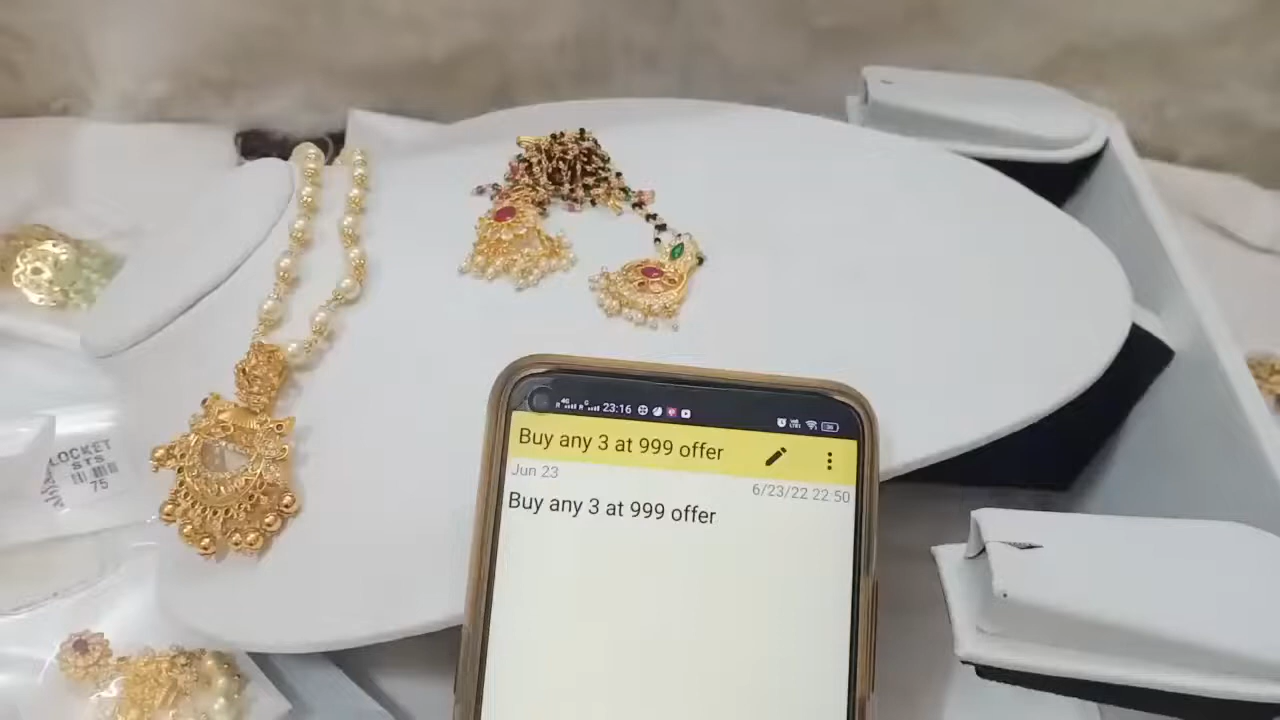 23:16
Buy any 3 at 999 offer
Jun 23
6/23/22 22 50
Buy any 3 at 999 offer
LOCKET
STS
75